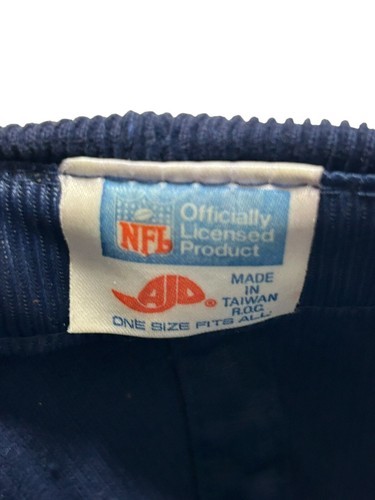 NFL
Officially
Licensed
Product
AJD®
MADE
IN
TAIWAN
R.O.C.
ONE SIZE FITS ALL